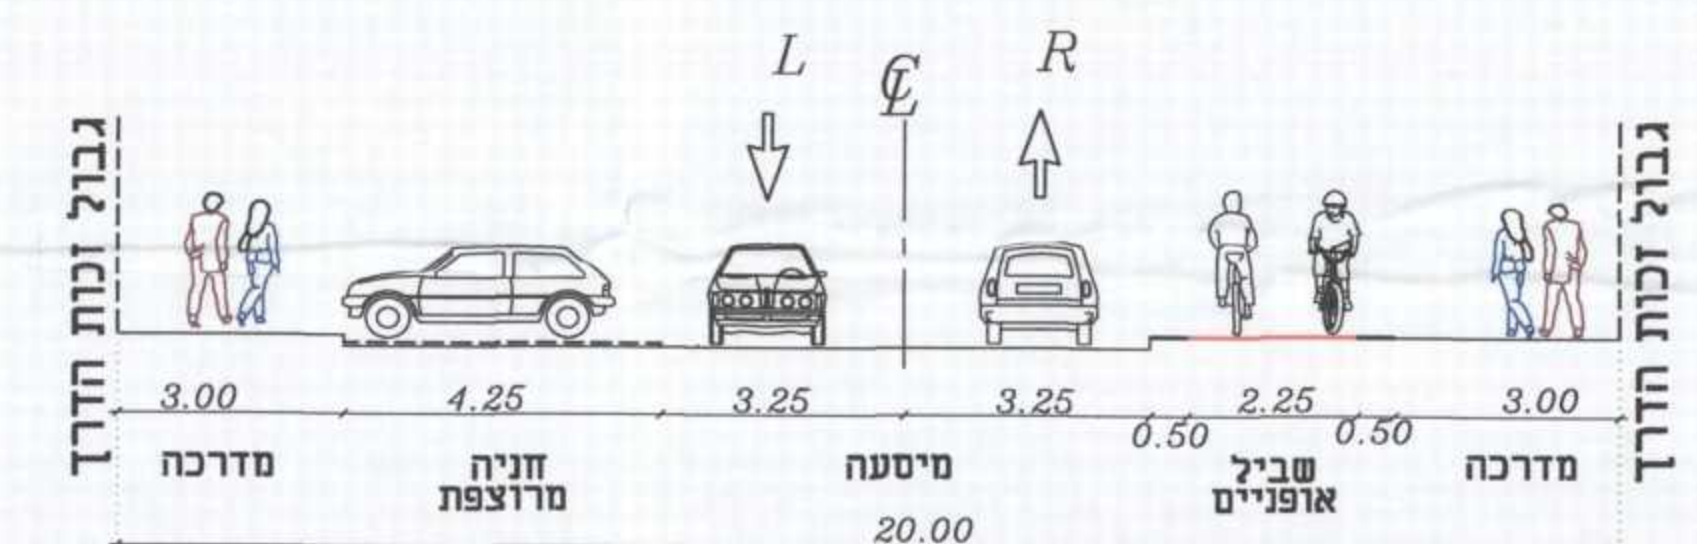 L
℄
R
גבול זכות הדרך
גבול זכות הדרך
3.00
4.25
3.25
3.25
2.25
3.00
0.50
0.50
מדרכה
חניה
מרוצפת
מיסעה
שביל
אופניים
מדרכה
20.00